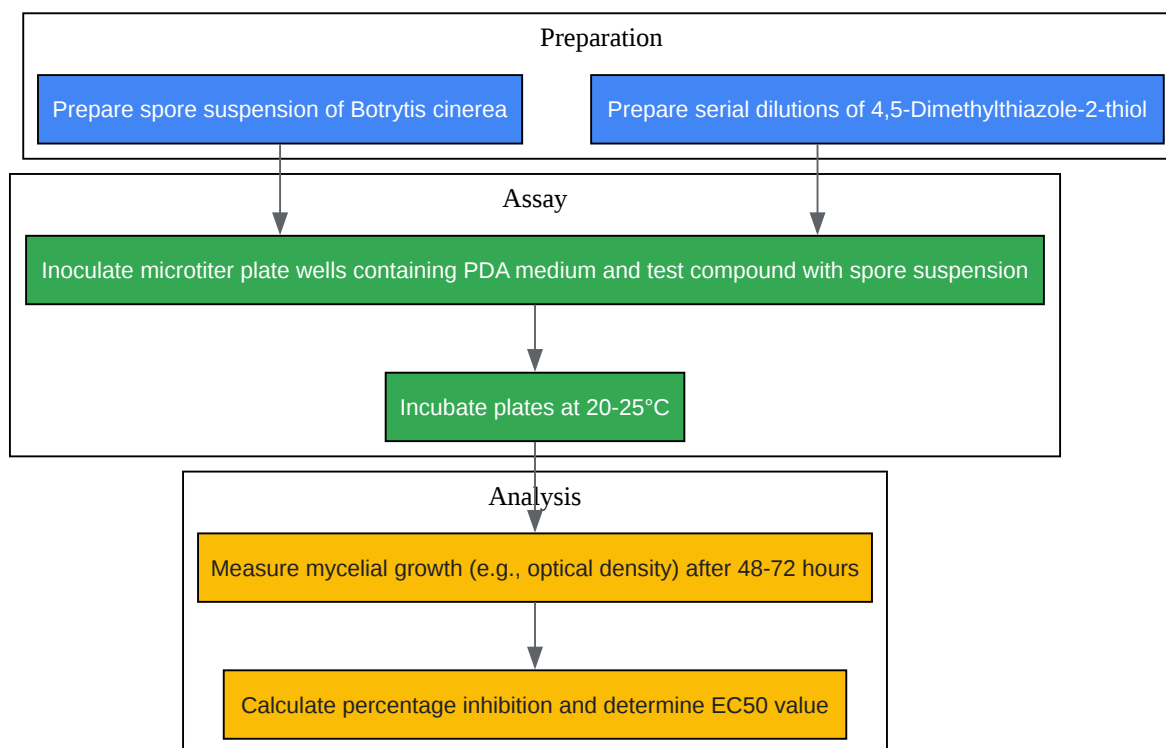 Preparation
Prepare spore suspension of Botrytis cinerea
Prepare serial dilutions of 4,5-Dimethylthiazole-2-thiol
Assay
Inoculate microtiter plate wells containing PDA medium and test compound with spore suspension
Incubate plates at 20-25°C
Analysis
Measure mycelial growth (e.g., optical density) after 48-72 hours
Calculate percentage inhibition and determine EC50 value